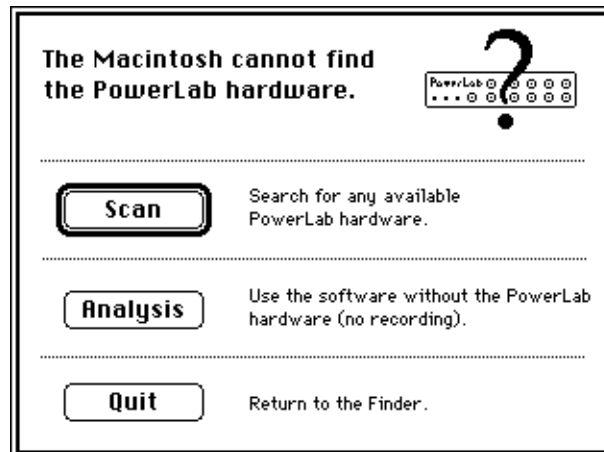 The Macintosh cannot find
the PowerLab hardware.
PowerLab
?
Scan
Search for any available
PowerLab hardware.
Analysis
Use the software without the PowerLab
hardware (no recording).
Quit
Return to the Finder.